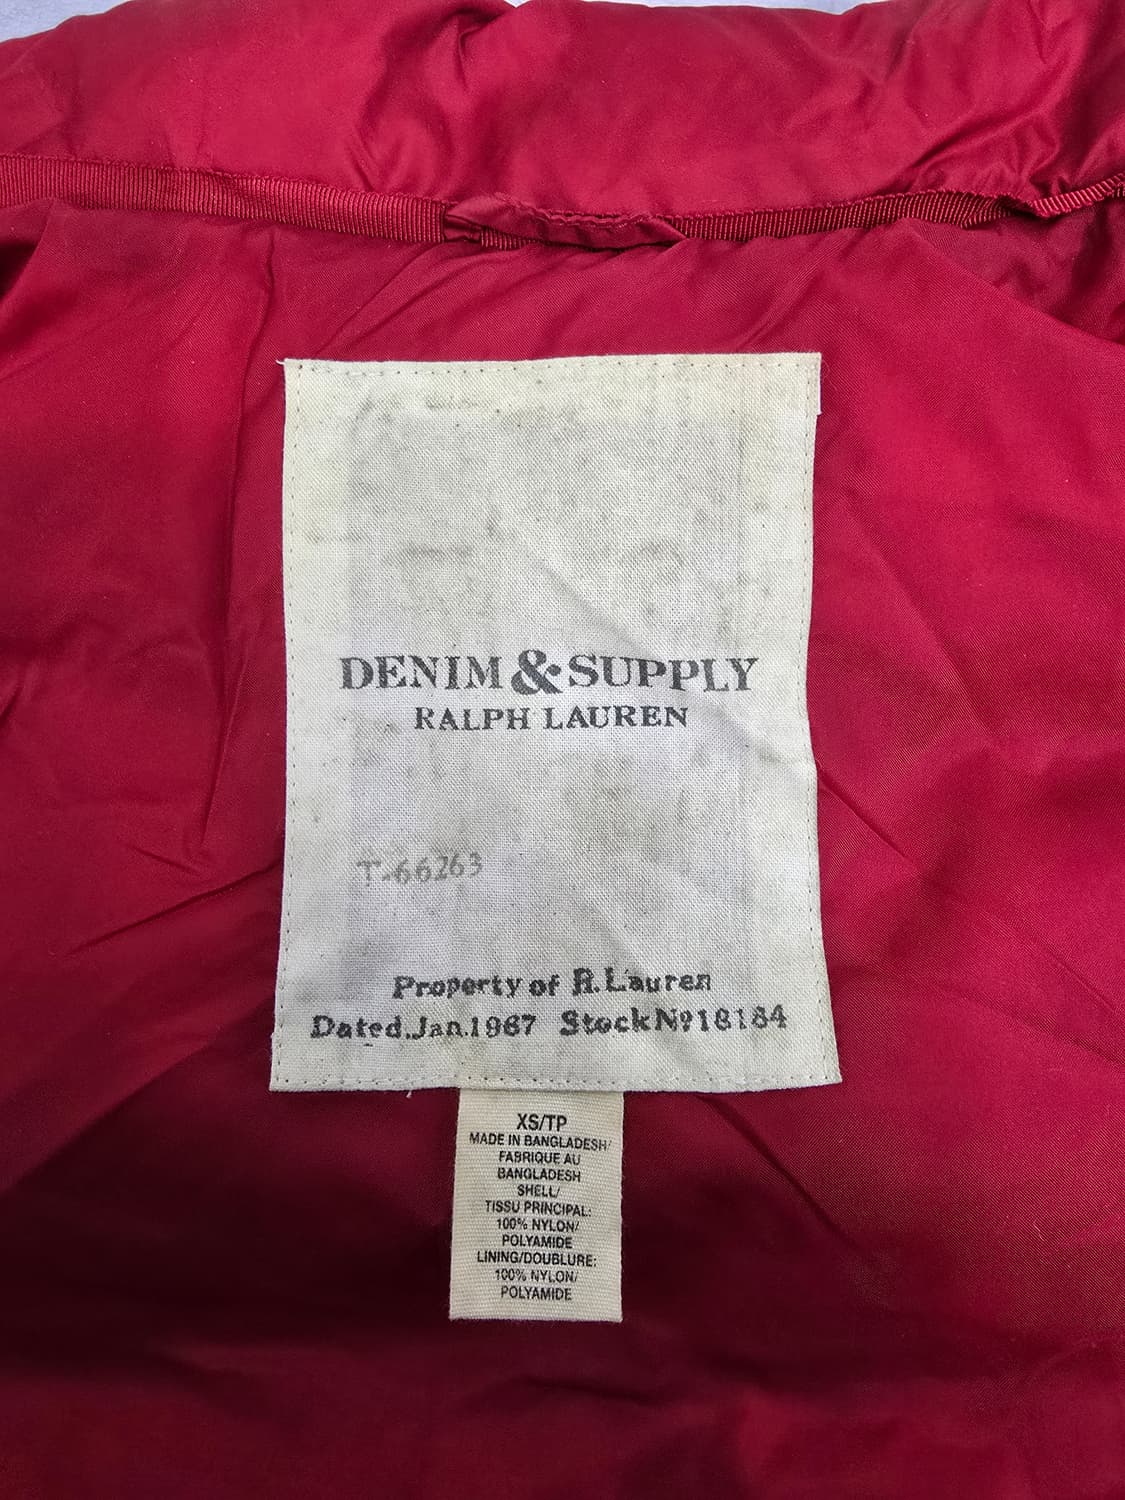 DENIM & SUPPLY
RALPH LAUREN
T-66263
Property of R. Lauren
Dated.Jan.1967 Stock Nº 18184
XS/TP
MADE IN BANGLADESH/
FABRIQUE AU
BANGLADESH
SHELL/
TISSU PRINCIPAL:
100% NYLON/
POLYAMIDE
LINING/DOUBLURE:
100% NYLON/
POLYAMIDE